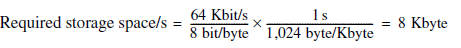 Required storage space/s = 64 Kbit/s / 8 bit/byte × 1 s / 1,024 byte/Kbyte = 8 Kbyte